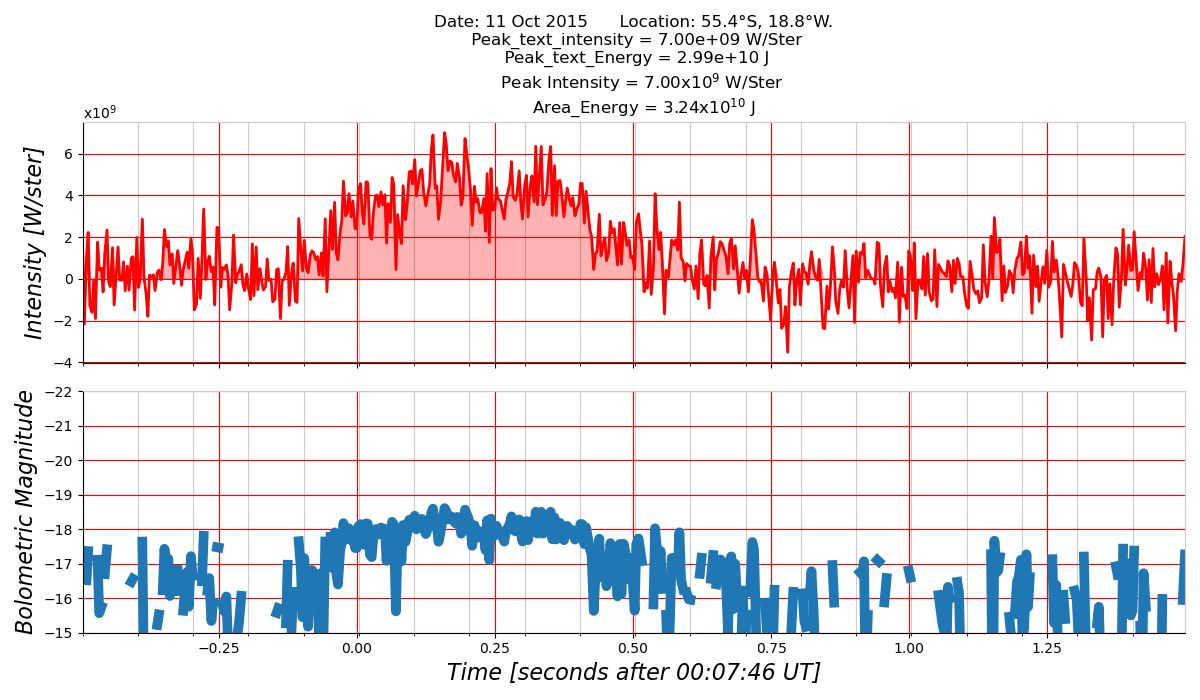 Date: 11 Oct 2015      Location: 55.4°S, 18.8°W.
Peak_text_intensity = 7.00e+09 W/Ster
Peak_text_Energy = 2.99e+10 J
Peak Intensity = 7.00x10⁹ W/Ster
Area_Energy = 3.24x10¹⁰ J
x10⁹
Intensity [W/ster]
6
4
2
0
−2
−4
Bolometric Magnitude
−22
−21
−20
−19
−18
−17
−16
−15
−0.25 0.00 0.25 0.50 0.75 1.00 1.25
Time [seconds after 00:07:46 UT]